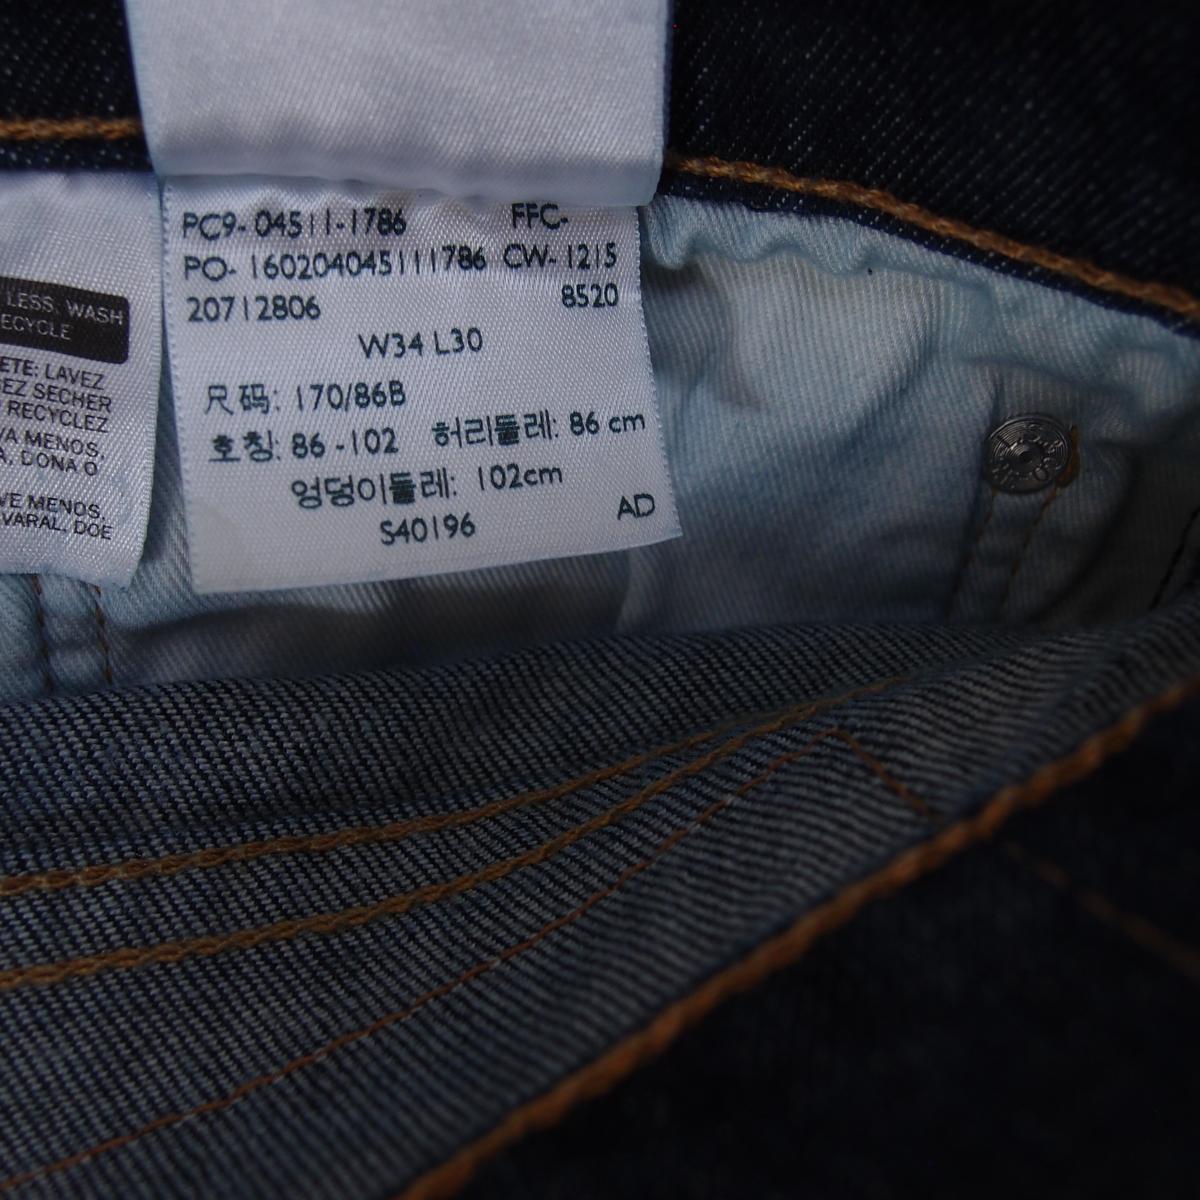 PC9- 04511-1786 FFC-
PO- 160204045111786 CW- 1215
20712806 8520
W34 L30
尺码: 170/86B
호칭: 86 -102 허리둘레: 86 cm
엉덩이둘레: 102cm
S40196 AD
LESS, WASH
ECYCLE
ETE: LAVEZ
EZ SECHER
RECYCLEZ
VA MENOS,
A, DONA O
VE MENOS,
VARAL. DOE